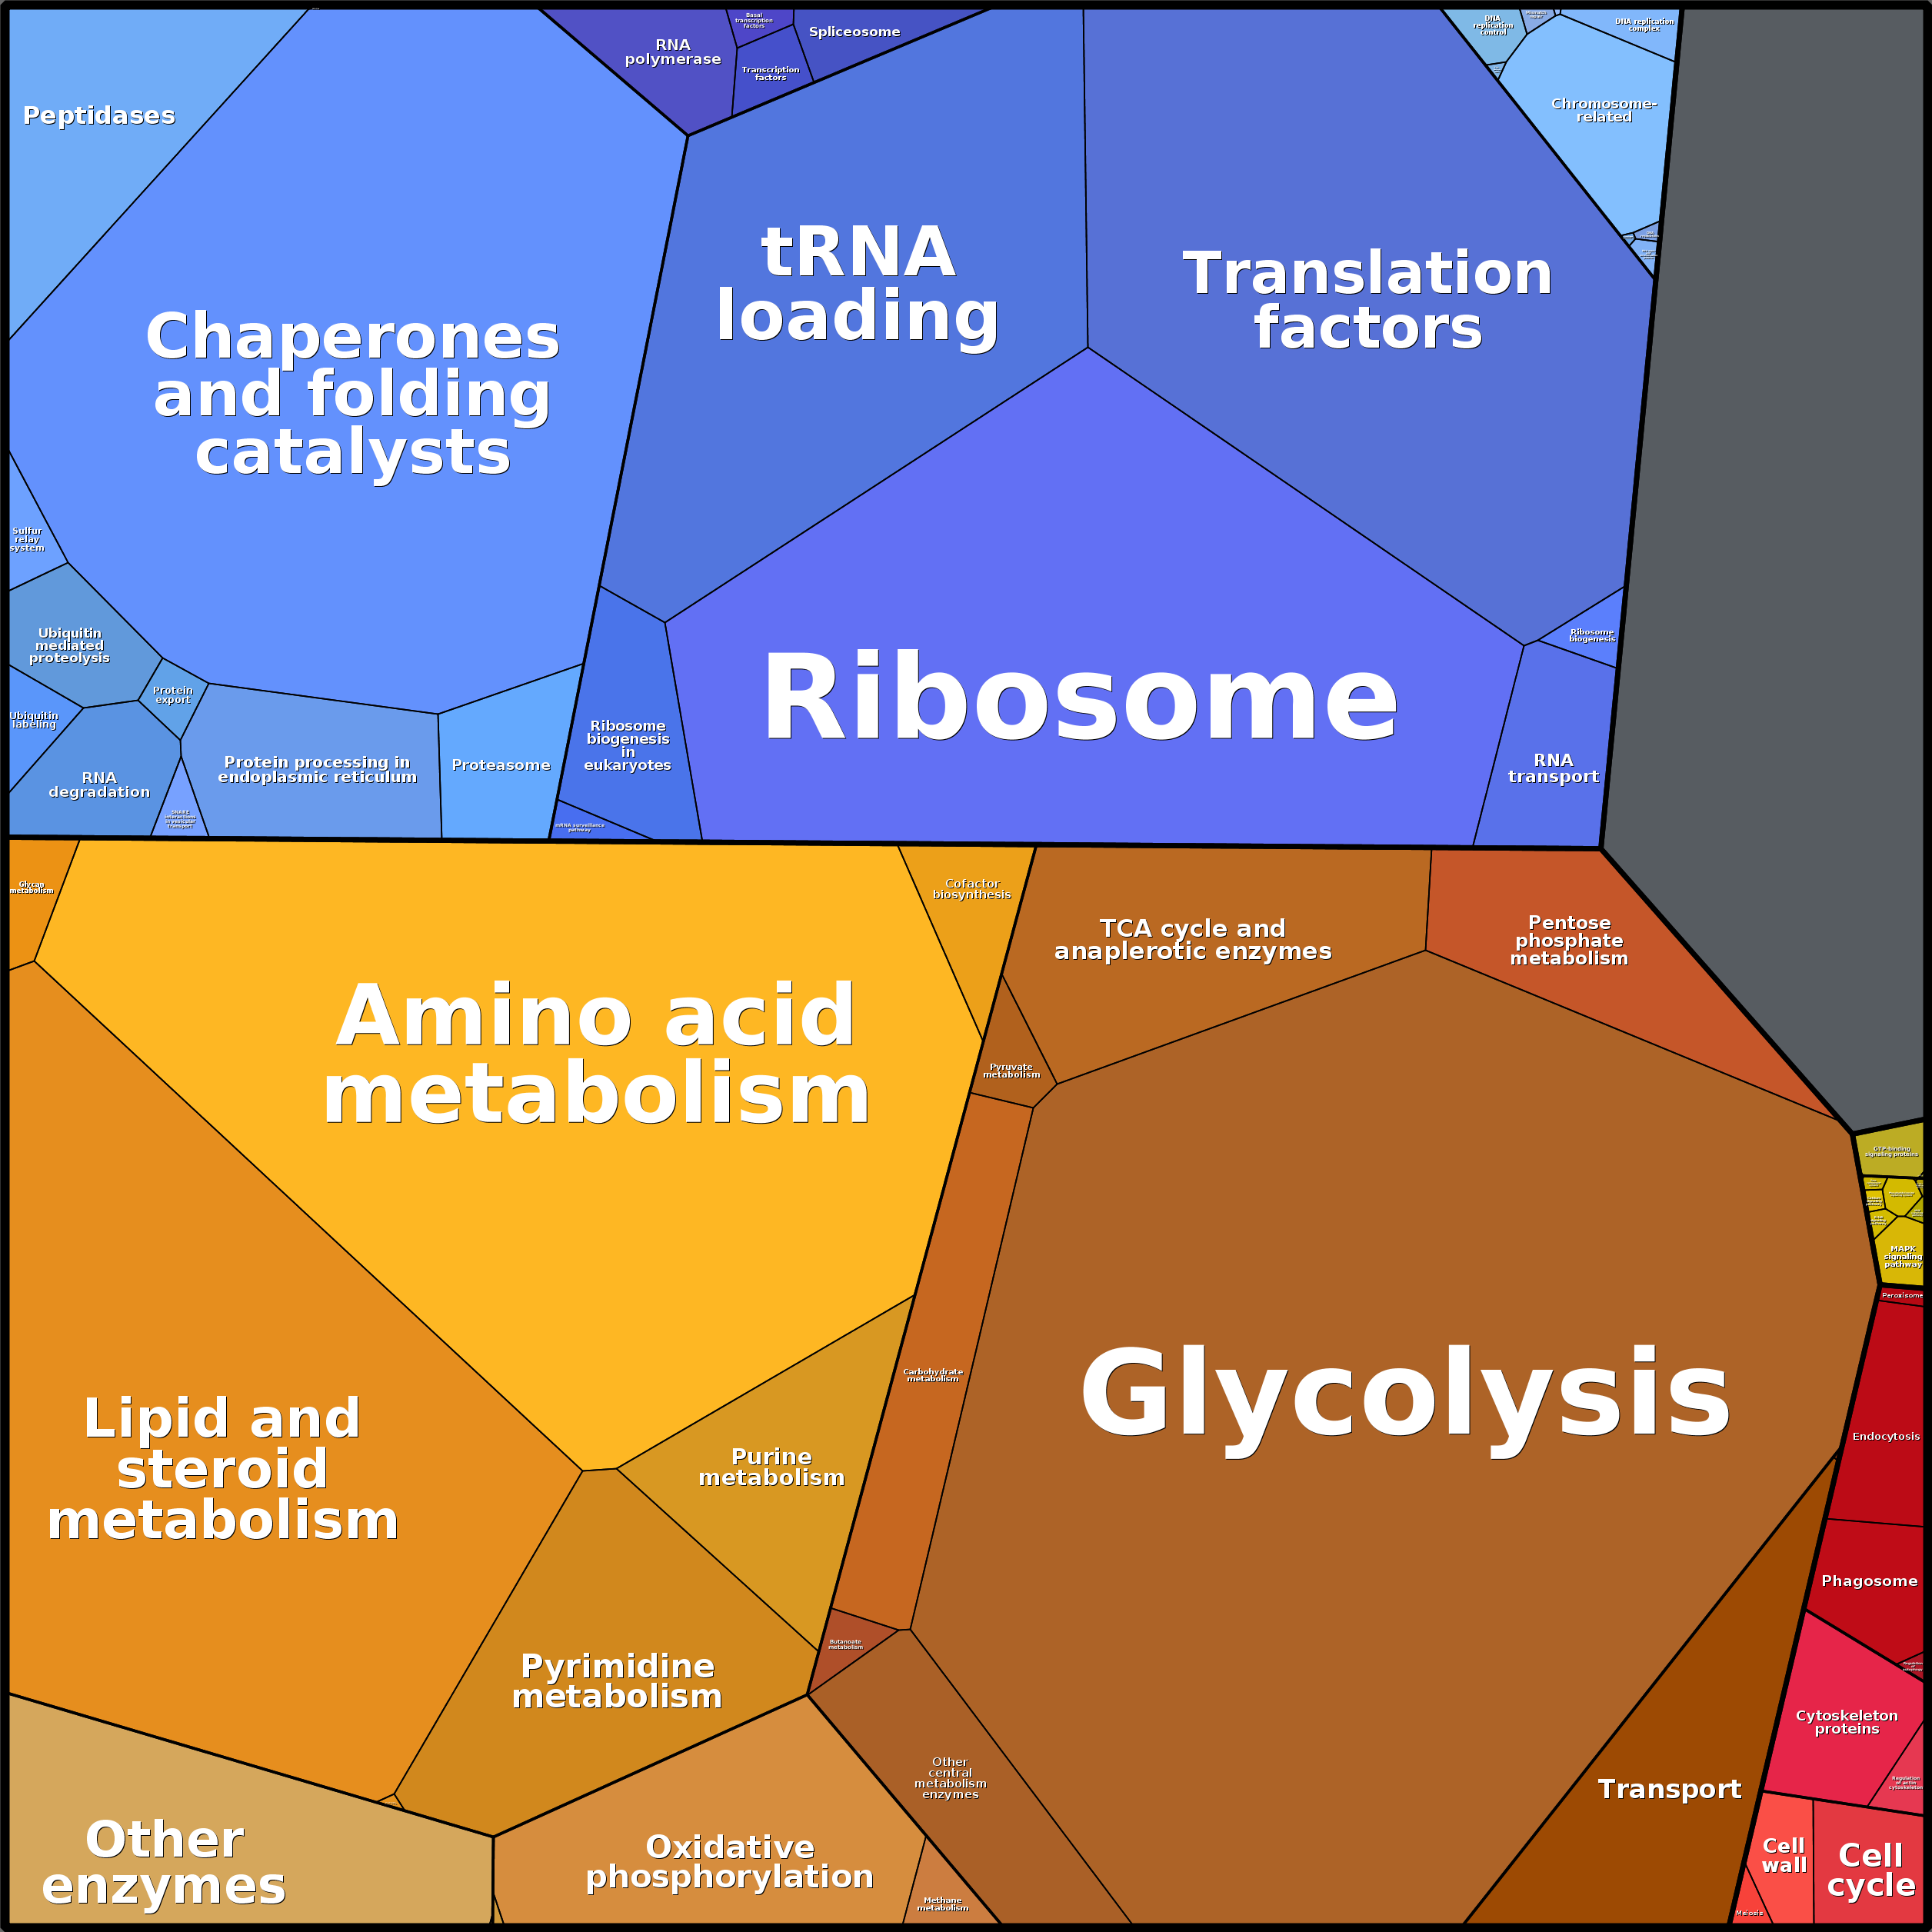 Peptidases
Chaperones
and folding
catalysts
Sulfur
relay
system
Ubiquitin
mediated
proteolysis
Ubiquitin
labeling
Protein
export
RNA
degradation
Protein processing in
endoplasmic reticulum
Proteasome
RNA
polymerase
Basal
transcription
factors
Transcription
factors
Spliceosome
tRNA
loading
Translation
factors
Ribosome
Ribosome
biogenesis
in
eukaryotes
mRNA surveillance
pathway
Ribosome
biogenesis
RNA
transport
DNA
replication
control
DNA replication
complex
Chromosome-
related
Glycan
metabolism
Amino acid
metabolism
Cofactor
biosynthesis
Lipid and
steroid
metabolism
Purine
metabolism
Pyrimidine
metabolism
Other
enzymes
Oxidative
phosphorylation
Methane
metabolism
TCA cycle and
anaplerotic enzymes
Pentose
phosphate
metabolism
Pyruvate
metabolism
Carbohydrate
metabolism
Butanoate
metabolism
Glycolysis
Other
central
metabolism
enzymes
Transport
GTP-binding
signaling proteins
MAPK
signaling
pathway
Peroxisome
Endocytosis
Phagosome
Cytoskeleton
proteins
Regulation
of actin
cytoskeleton
Cell
wall
Meiosis
Cell
cycle